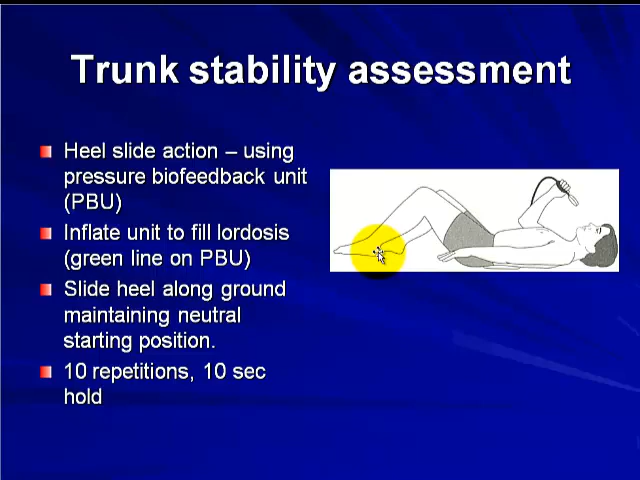 Trunk stability assessment
Heel slide action – using
pressure biofeedback unit
(PBU)
Inflate unit to fill lordosis
(green line on PBU)
Slide heel along ground
maintaining neutral
starting position.
10 repetitions, 10 sec
hold